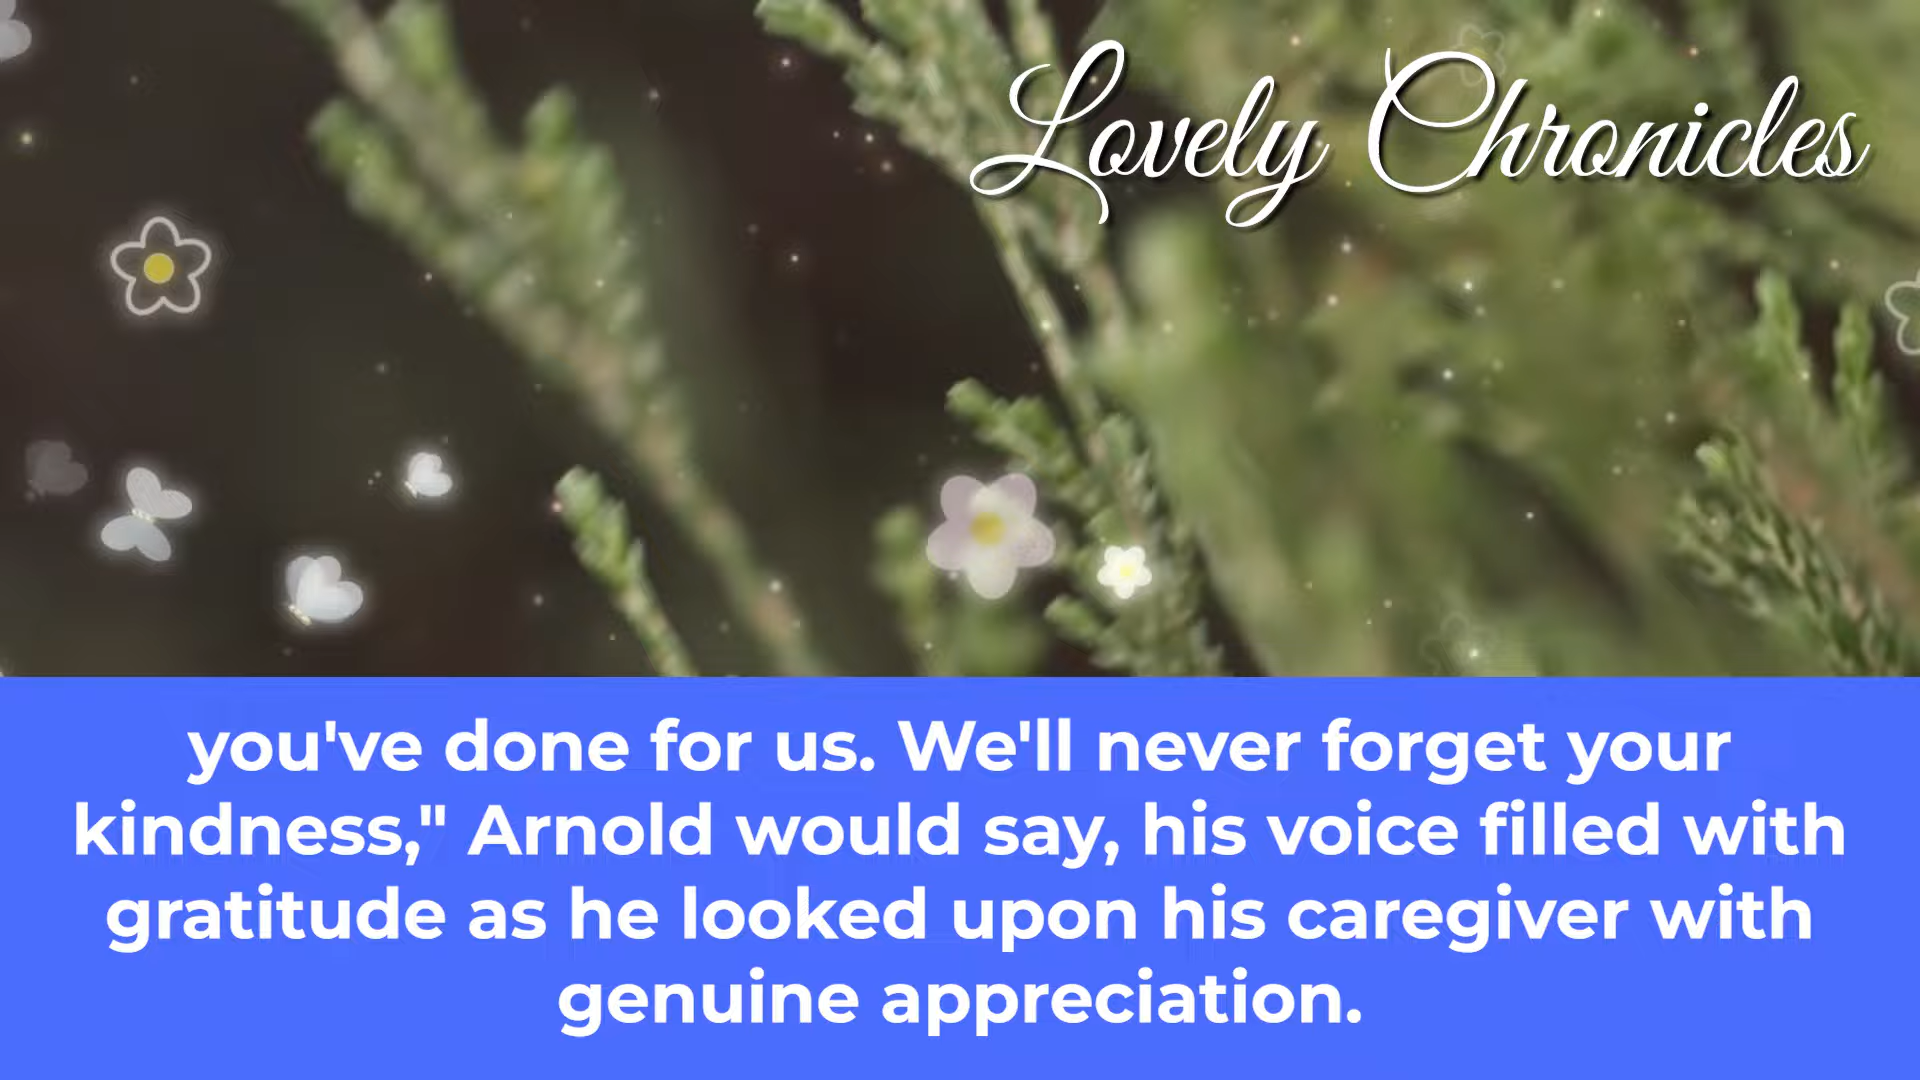 Lovely Chronicles
you've done for us. We'll never forget your
kindness," Arnold would say, his voice filled with
gratitude as he looked upon his caregiver with
genuine appreciation.